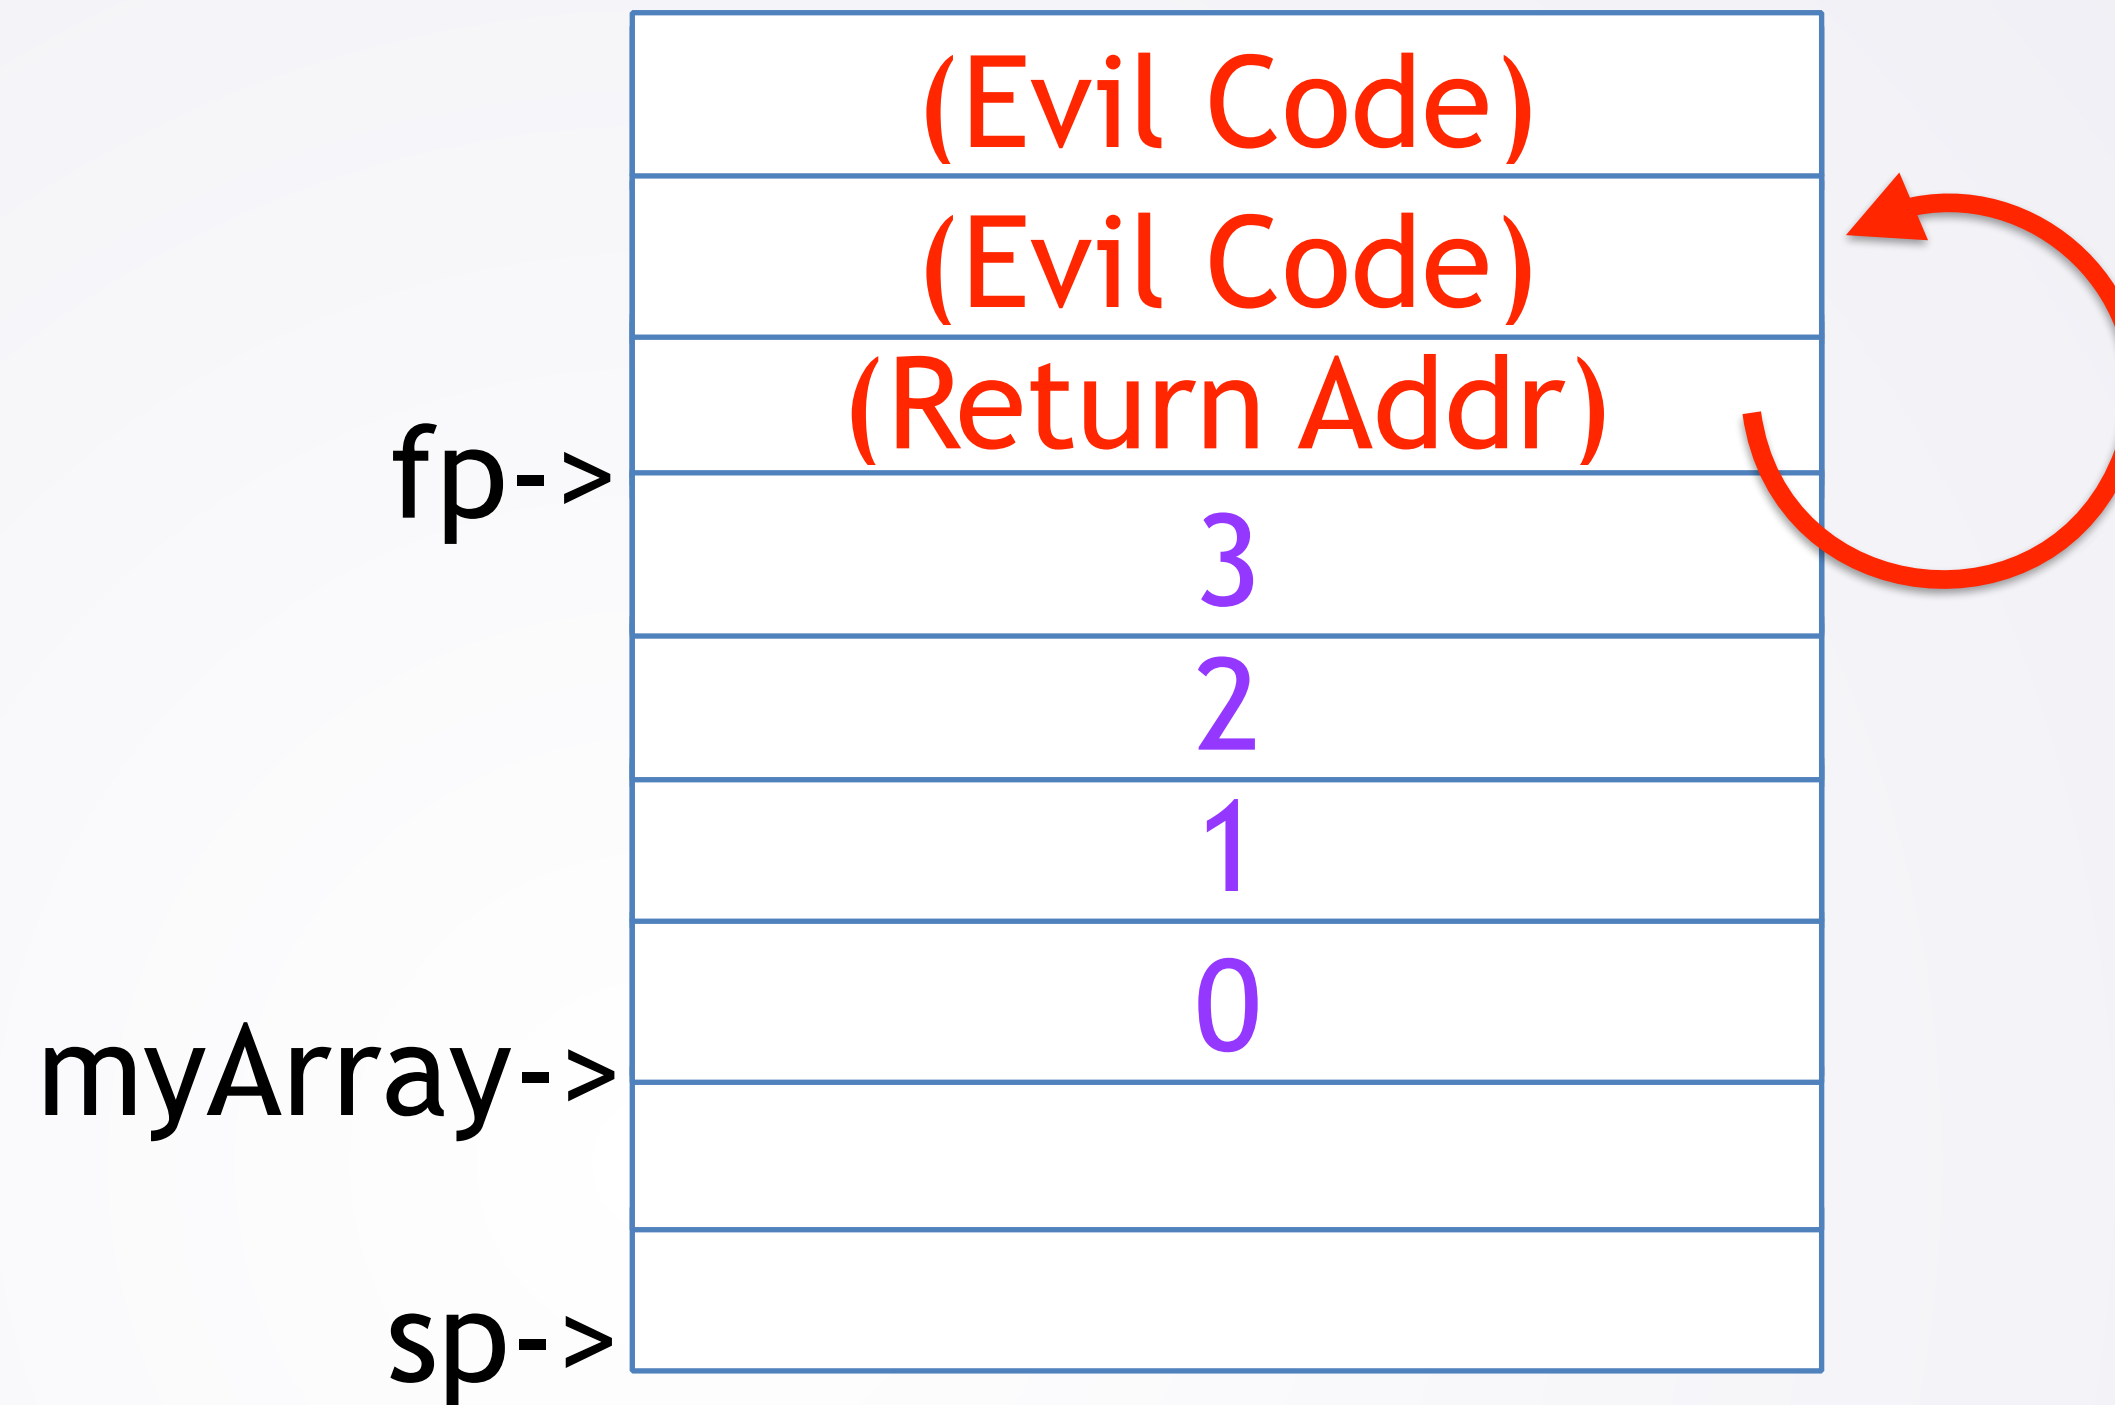 (Evil Code)
(Evil Code)
(Return Addr)
fp->
3
2
1
0
myArray->
sp->